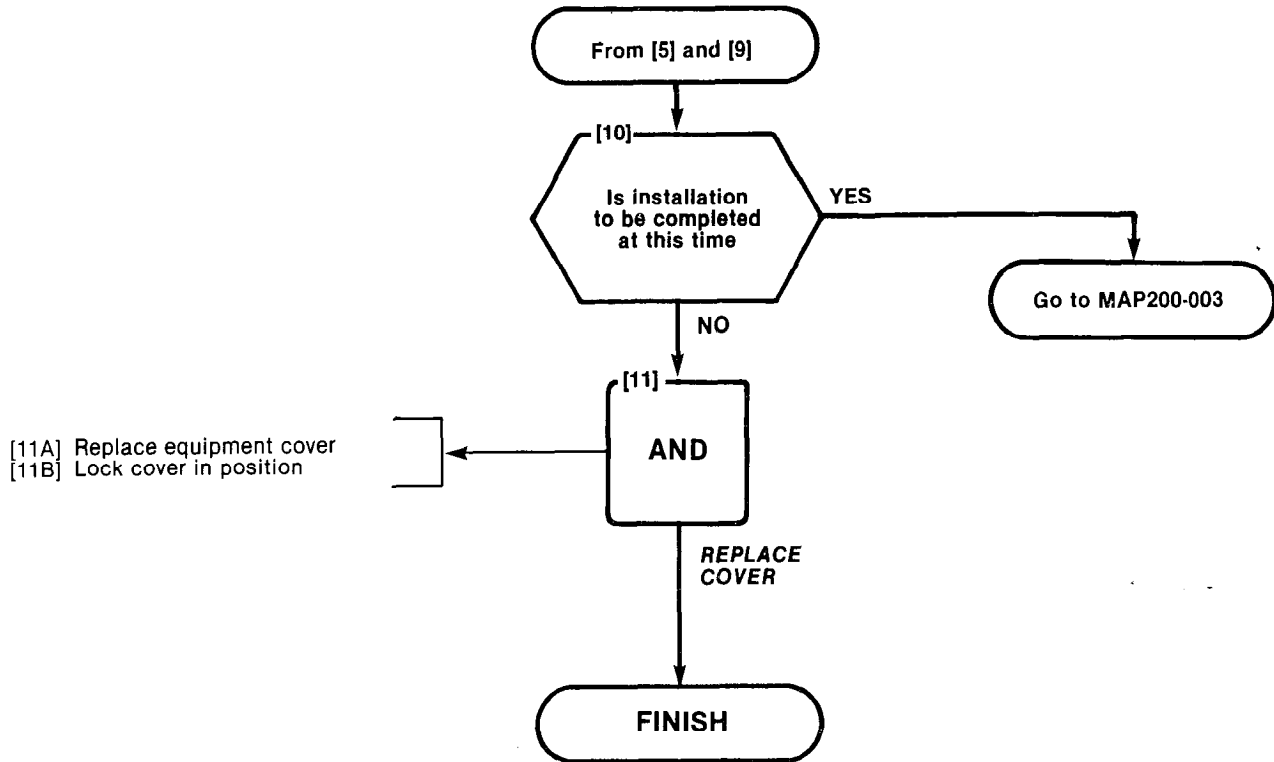 From [5] and [9]
[10]
Is installation
to be completed
at this time
YES
Go to MAP200-003
NO
[11]
AND
[11A] Replace equipment cover
[11B] Lock cover in position
REPLACE
COVER
FINISH